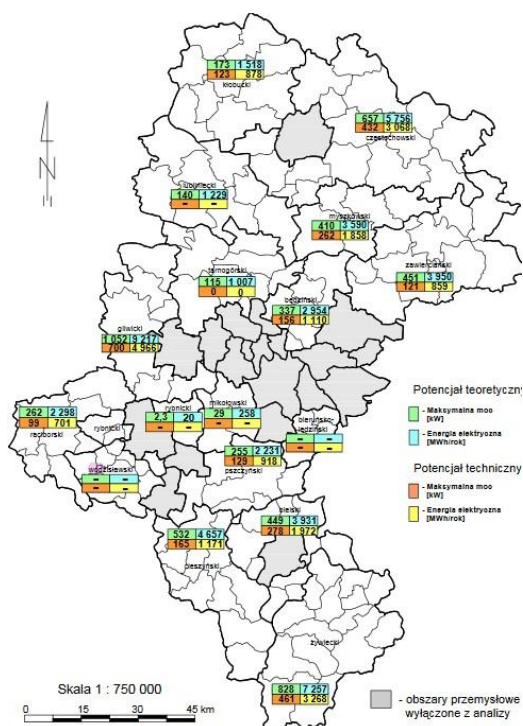 173 1 518
123 878
kłobucki
657 5 756
432 3 068
częstochowski
N
lubliniecki
140 1 229
- -
myszkowski
410 3 590
262 1 858
zawierciański
451 3 950
121 859
tarnogórski
115 1 007
0 0
będziński
337 2 954
156 1 110
gliwicki
1 052 9 217
700 4 966
Potencjał teoretyczny
- Maksymalna moc [kW]
- Energia elektryczna [MWh/rok]
Potencjał techniczny
- Maksymalna moc [kW]
- Energia elektryczna [MWh/rok]
262 2 298
99 701
raciborski
rybnicki
rybnicki
2,3 20
- -
mikołowski
29 258
- -
bieruńsko-
lędziński
- -
- -
255 2 231
129 918
pszczyński
wodzisławski
- -
- -
532 4 657
165 1 171
cieszyński
449 3 931
bielski
278 1 972
żywiecki
828 7 257
461 3 268
Skala 1 : 750 000
0 15 30 45 km
- obszary przemysłowe
wyłączone z analizy